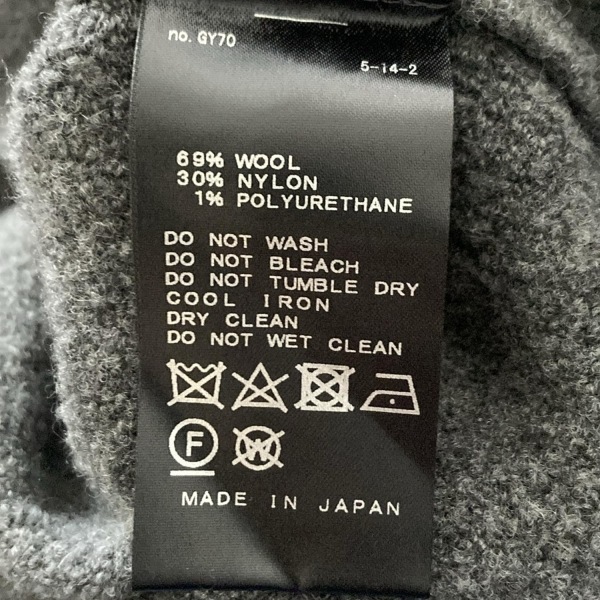 no. GY70
5-14-2
69% WOOL
30% NYLON
1% POLYURETHANE
DO NOT WASH
DO NOT BLEACH
DO NOT TUMBLE DRY
COOL IRON
DRY CLEAN
DO NOT WET CLEAN
F W
MADE IN JAPAN